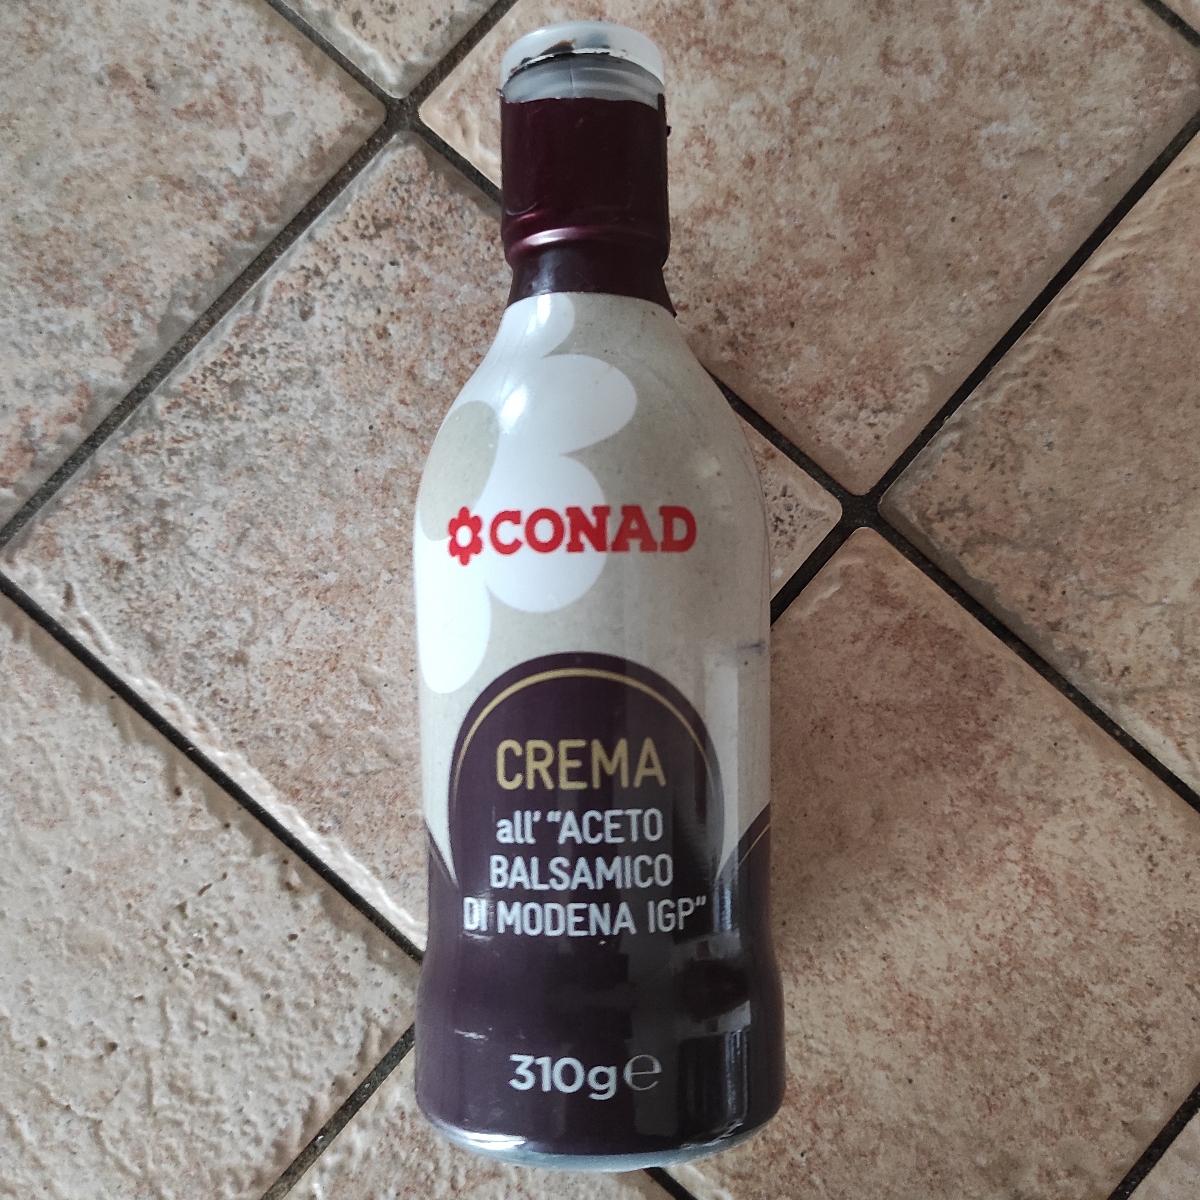 CONAD
CREMA
all' "ACETO
BALSAMICO
DI MODENA IGP"
310g℮